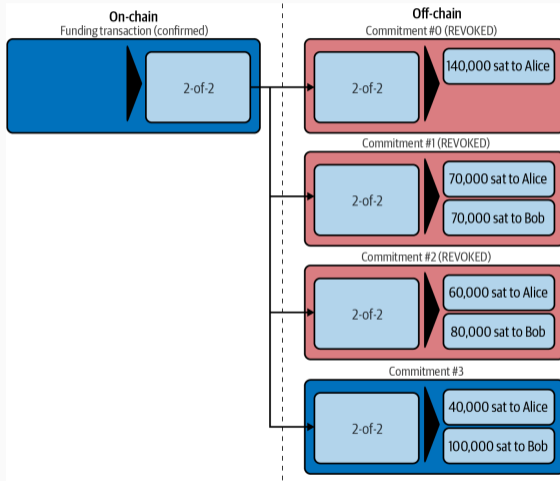 On-chain
Funding transaction (confirmed)
2-of-2
Off-chain
Commitment #0 (REVOKED)
2-of-2
140,000 sat to Alice
Commitment #1 (REVOKED)
2-of-2
70,000 sat to Alice
70,000 sat to Bob
Commitment #2 (REVOKED)
2-of-2
60,000 sat to Alice
80,000 sat to Bob
Commitment #3
2-of-2
40,000 sat to Alice
100,000 sat to Bob